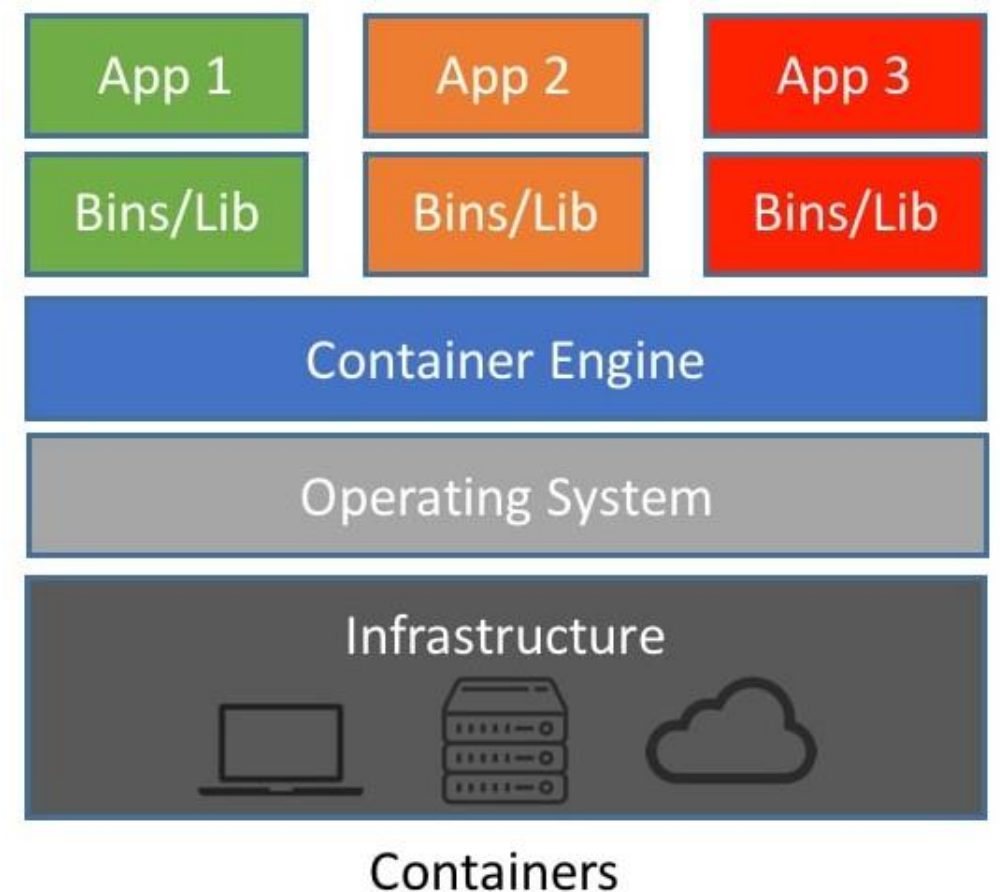 App 1 App 2 App 3
Bins/Lib Bins/Lib Bins/Lib
Container Engine
Operating System
Infrastructure
Containers